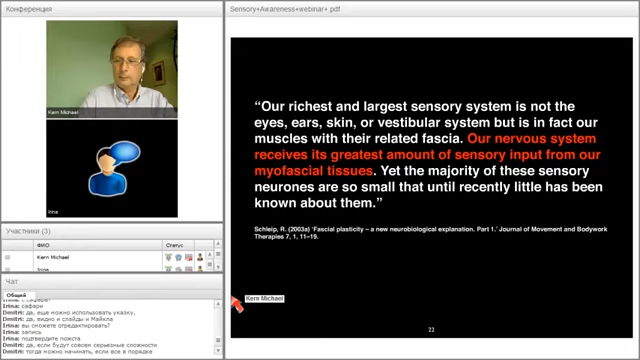 Конференция
Sensory+Awareness+webinar+.pdf
Kern Michael
Irina
Участники (3)
ФИО
Статус
Kern Michael
Irina
Чат
Общий
Irina: сафари
Dmitri: да, еще можно использовать указку,
Dmitri: да, видно и слайды и Майкла
Irina: вы сможете отредактировать?
Irina: запись
Irina: подтвердите пожста
Dmitri: да, если будут совсем серьезные сложности
Dmitri: тогда можно начинать, если все в порядке
“Our richest and largest sensory system is not the
eyes, ears, skin, or vestibular system but is in fact our
muscles with their related fascia. Our nervous system
receives its greatest amount of sensory input from our
myofascial tissues. Yet the majority of these sensory
neurones are so small that until recently little has been
known about them.”
Schleip, R. (2003a) ‘Fascial plasticity – a new neurobiological explanation. Part 1.’ Journal of Movement and Bodywork
Therapies 7, 1, 11–19.
Kern Michael
22